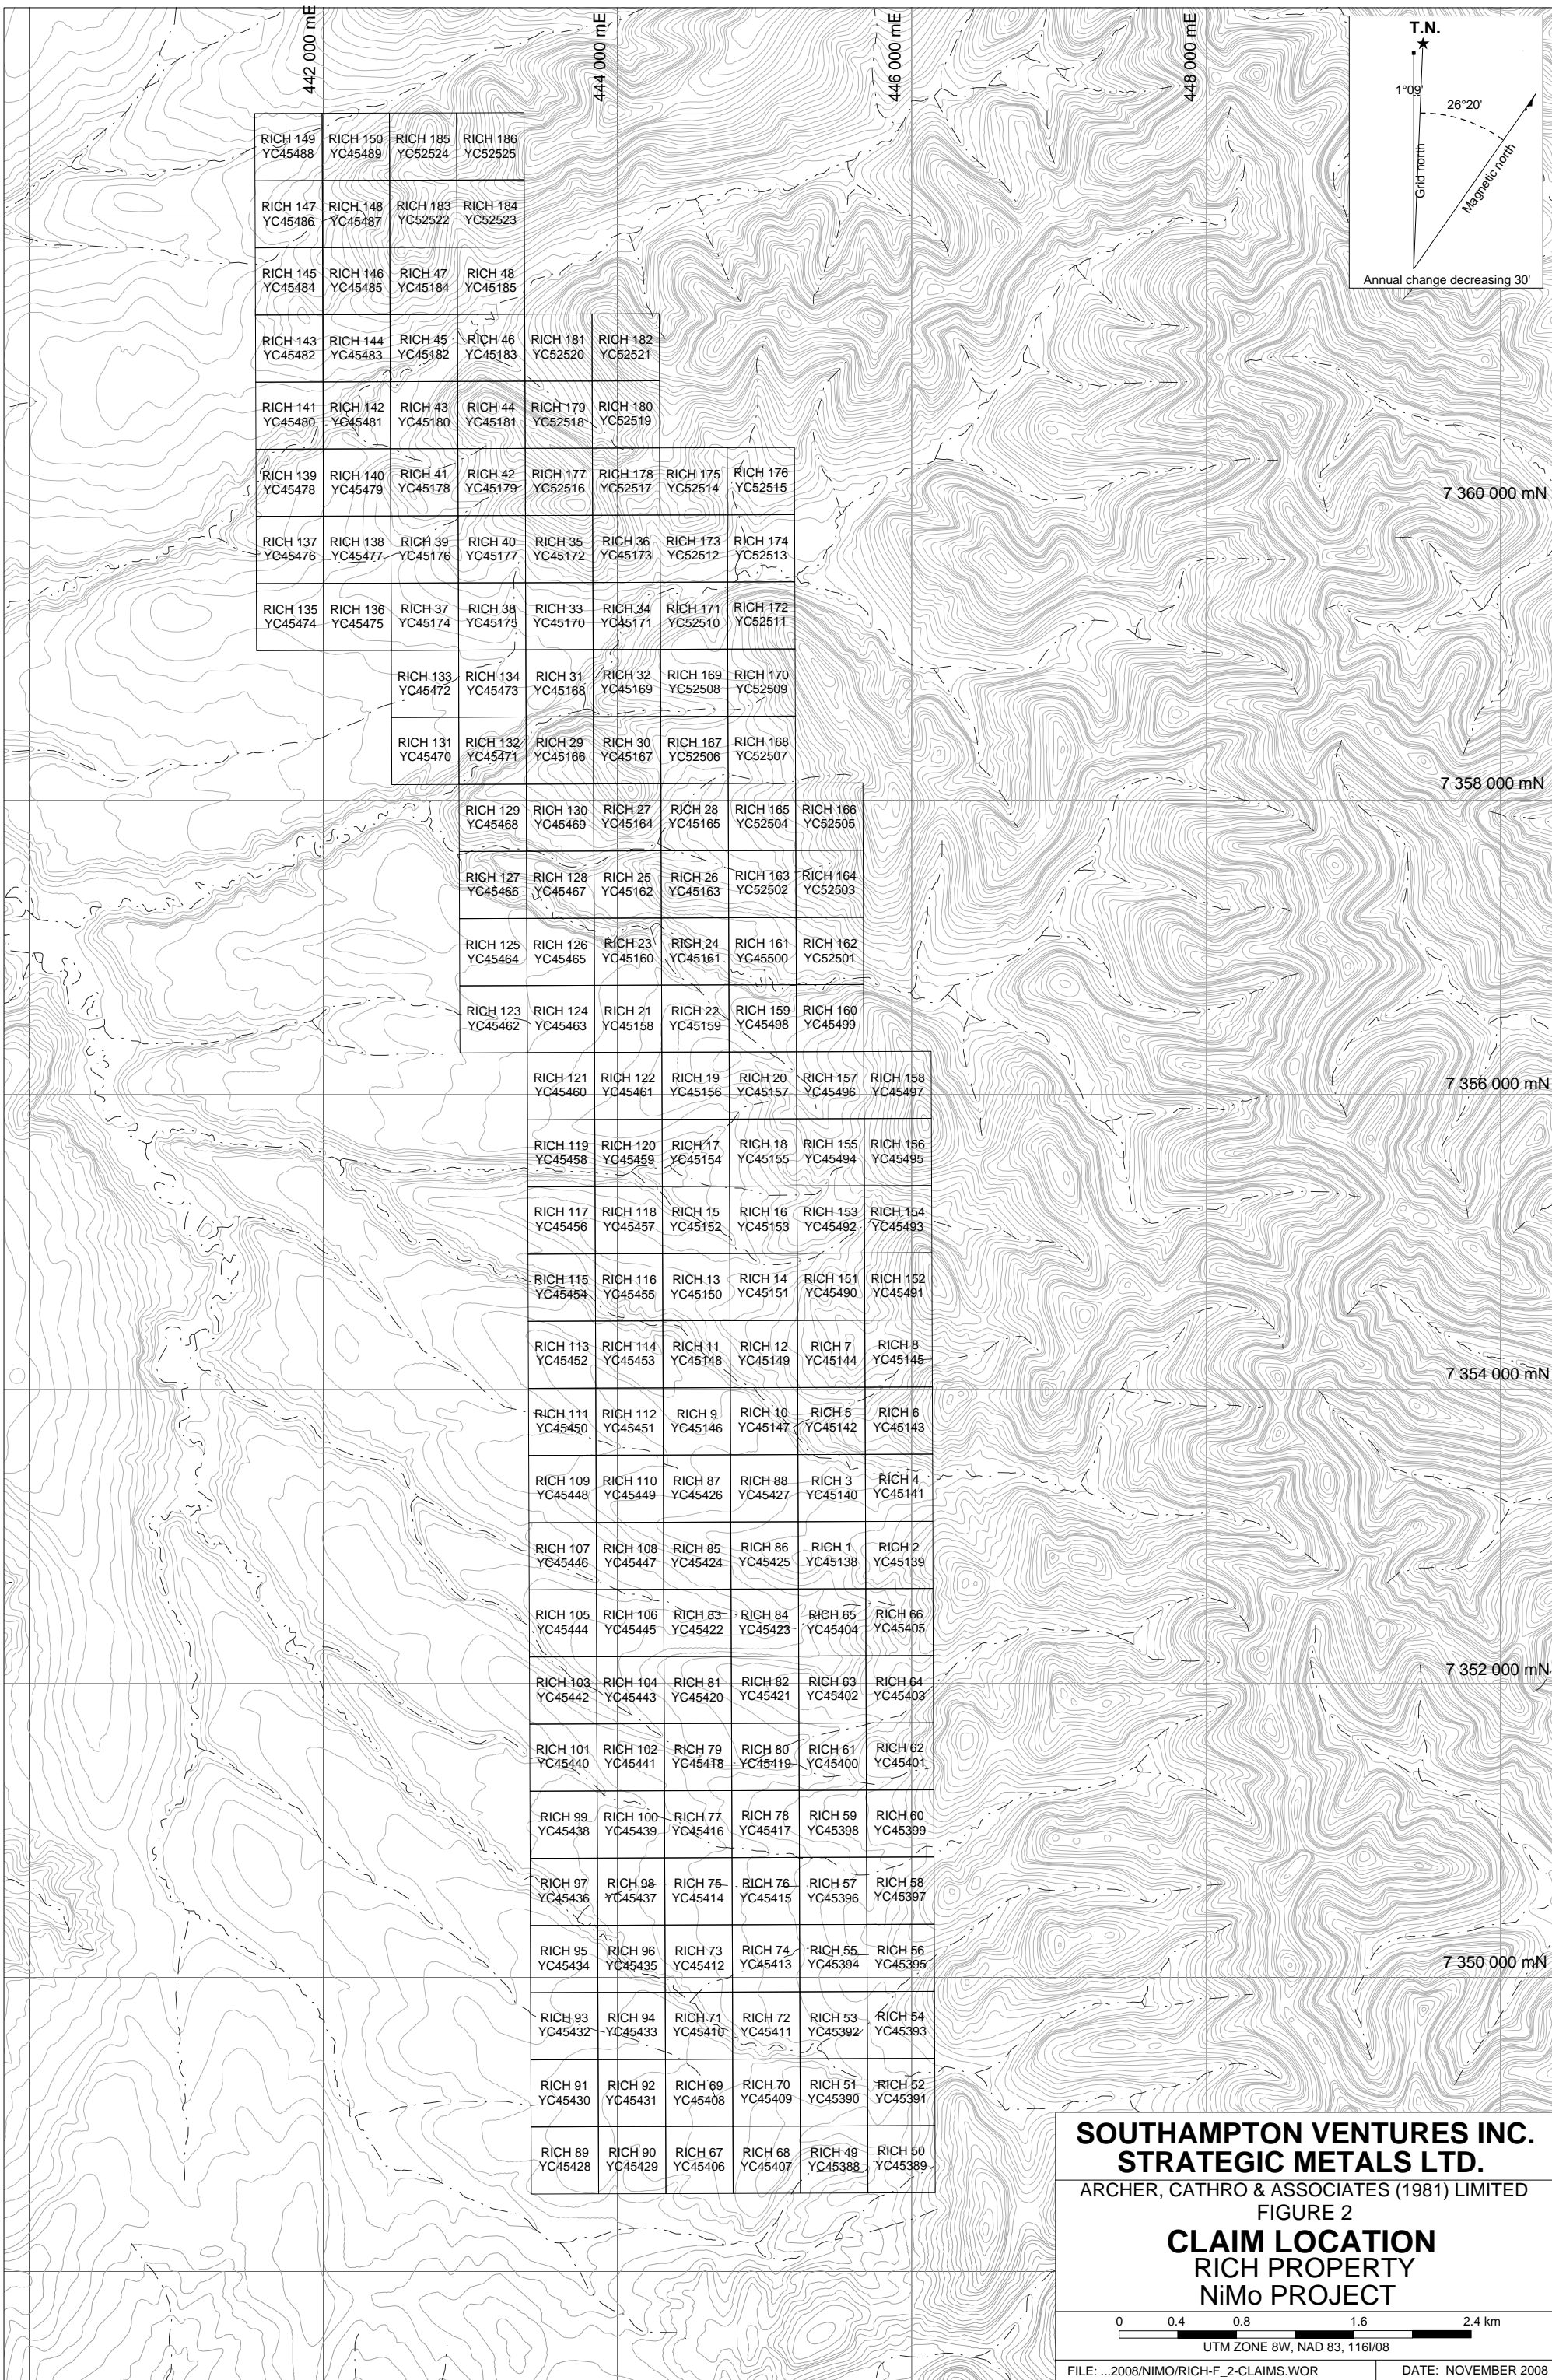 442 000 mE
444 000 mE
446 000 mE
448 000 mE
T.N.
1°09'
26°20'
Grid north
Magnetic north
Annual change decreasing 30'
RICH 149 RICH 150 RICH 185 RICH 186
YC45488 YC45489 YC52524 YC52525
RICH 147 RICH 148 RICH 183 RICH 184
YC45486 YC45487 YC52522 YC52523
RICH 145 RICH 146 RICH 47 RICH 48
YC45484 YC45485 YC45184 YC45185
RICH 143 RICH 144 RICH 45 RICH 46 RICH 181 RICH 182
YC45482 YC45483 YC45182 YC45183 YC52520 YC52521
RICH 141 RICH 142 RICH 43 RICH 44 RICH 179 RICH 180
YC45480 YC45481 YC45180 YC45181 YC52518 YC52519
RICH 139 RICH 140 RICH 41 RICH 42 RICH 177 RICH 178 RICH 175 RICH 176
YC45478 YC45479 YC45178 YC45179 YC52516 YC52517 YC52514 YC52515
7 360 000 mN
RICH 137 RICH 138 RICH 39 RICH 40 RICH 35 RICH 36 RICH 173 RICH 174
YC45476 YC45477 YC45176 YC45177 YC45172 YC45173 YC52512 YC52513
RICH 135 RICH 136 RICH 37 RICH 38 RICH 33 RICH 34 RICH 171 RICH 172
YC45474 YC45475 YC45174 YC45175 YC45170 YC45171 YC52510 YC52511
RICH 133 RICH 134 RICH 31 RICH 32 RICH 169 RICH 170
YC45472 YC45473 YC45168 YC45169 YC52508 YC52509
RICH 131 RICH 132 RICH 29 RICH 30 RICH 167 RICH 168
YC45470 YC45471 YC45166 YC45167 YC52506 YC52507
7 358 000 mN
RICH 129 RICH 130 RICH 27 RICH 28 RICH 165 RICH 166
YC45468 YC45469 YC45164 YC45165 YC52504 YC52505
RICH 127 RICH 128 RICH 25 RICH 26 RICH 163 RICH 164
YC45466 YC45467 YC45162 YC45163 YC52502 YC52503
RICH 125 RICH 126 RICH 23 RICH 24 RICH 161 RICH 162
YC45464 YC45465 YC45160 YC45161 YC45500 YC52501
RICH 123 RICH 124 RICH 21 RICH 22 RICH 159 RICH 160
YC45462 YC45463 YC45158 YC45159 YC45498 YC45499
RICH 121 RICH 122 RICH 19 RICH 20 RICH 157 RICH 158
YC45460 YC45461 YC45156 YC45157 YC45496 YC45497
7 356 000 mN
RICH 119 RICH 120 RICH 17 RICH 18 RICH 155 RICH 156
YC45458 YC45459 YC45154 YC45155 YC45494 YC45495
RICH 117 RICH 118 RICH 15 RICH 16 RICH 153 RICH 154
YC45456 YC45457 YC45152 YC45153 YC45492 YC45493
RICH 115 RICH 116 RICH 13 RICH 14 RICH 151 RICH 152
YC45454 YC45455 YC45150 YC45151 YC45490 YC45491
RICH 113 RICH 114 RICH 11 RICH 12 RICH 7 RICH 8
YC45452 YC45453 YC45148 YC45149 YC45144 YC45145
7 354 000 mN
RICH 111 RICH 112 RICH 9 RICH 10 RICH 5 RICH 6
YC45450 YC45451 YC45146 YC45147 YC45142 YC45143
RICH 109 RICH 110 RICH 87 RICH 88 RICH 3 RICH 4
YC45448 YC45449 YC45426 YC45427 YC45140 YC45141
RICH 107 RICH 108 RICH 85 RICH 86 RICH 1 RICH 2
YC45446 YC45447 YC45424 YC45425 YC45138 YC45139
RICH 105 RICH 106 RICH 83 RICH 84 RICH 65 RICH 66
YC45444 YC45445 YC45422 YC45423 YC45404 YC45405
RICH 103 RICH 104 RICH 81 RICH 82 RICH 63 RICH 64
YC45442 YC45443 YC45420 YC45421 YC45402 YC45403
7 352 000 mN
RICH 101 RICH 102 RICH 79 RICH 80 RICH 61 RICH 62
YC45440 YC45441 YC45418 YC45419 YC45400 YC45401
RICH 99 RICH 100 RICH 77 RICH 78 RICH 59 RICH 60
YC45438 YC45439 YC45416 YC45417 YC45398 YC45399
RICH 97 RICH 98 RICH 75 RICH 76 RICH 57 RICH 58
YC45436 YC45437 YC45414 YC45415 YC45396 YC45397
RICH 95 RICH 96 RICH 73 RICH 74 RICH 55 RICH 56
YC45434 YC45435 YC45412 YC45413 YC45394 YC45395
7 350 000 mN
RICH 93 RICH 94 RICH 71 RICH 72 RICH 53 RICH 54
YC45432 YC45433 YC45410 YC45411 YC45392 YC45393
RICH 91 RICH 92 RICH 69 RICH 70 RICH 51 RICH 52
YC45430 YC45431 YC45408 YC45409 YC45390 YC45391
RICH 89 RICH 90 RICH 67 RICH 68 RICH 49 RICH 50
YC45428 YC45429 YC45406 YC45407 YC45388 YC45389
SOUTHAMPTON VENTURES INC.
STRATEGIC METALS LTD.
ARCHER, CATHRO & ASSOCIATES (1981) LIMITED
FIGURE 2
CLAIM LOCATION
RICH PROPERTY
NiMo PROJECT
0 0.4 0.8 1.6 2.4 km
UTM ZONE 8W, NAD 83, 116I/08
FILE: ...2008/NIMO/RICH-F_2-CLAIMS.WOR DATE: NOVEMBER 2008